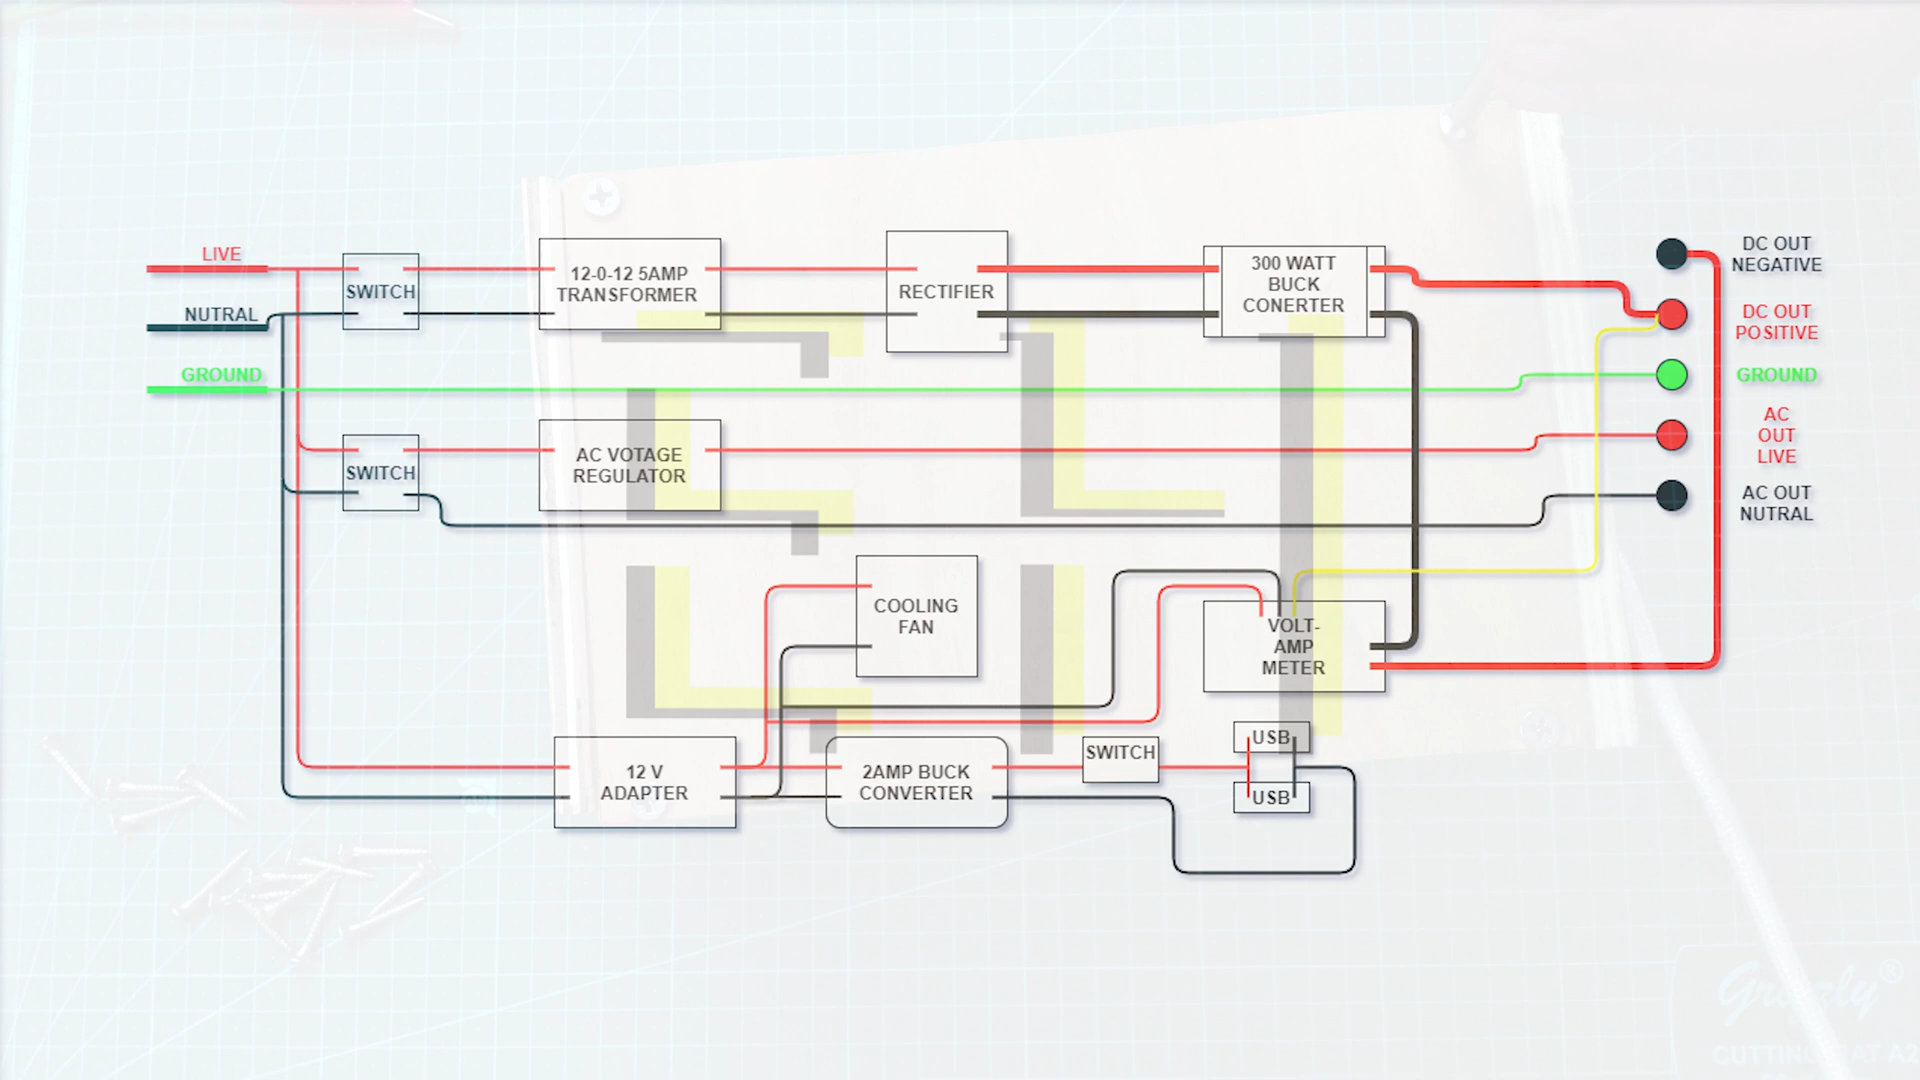 LIVE
NUTRAL
GROUND
SWITCH
12-0-12 5AMP
TRANSFORMER
RECTIFIER
300 WATT
BUCK
CONERTER
DC OUT
NEGATIVE
DC OUT
POSITIVE
GROUND
AC
OUT
LIVE
AC OUT
NUTRAL
SWITCH
AC VOTAGE
REGULATOR
COOLING
FAN
VOLT-
AMP
METER
12 V
ADAPTER
2AMP BUCK
CONVERTER
SWITCH
USB
USB